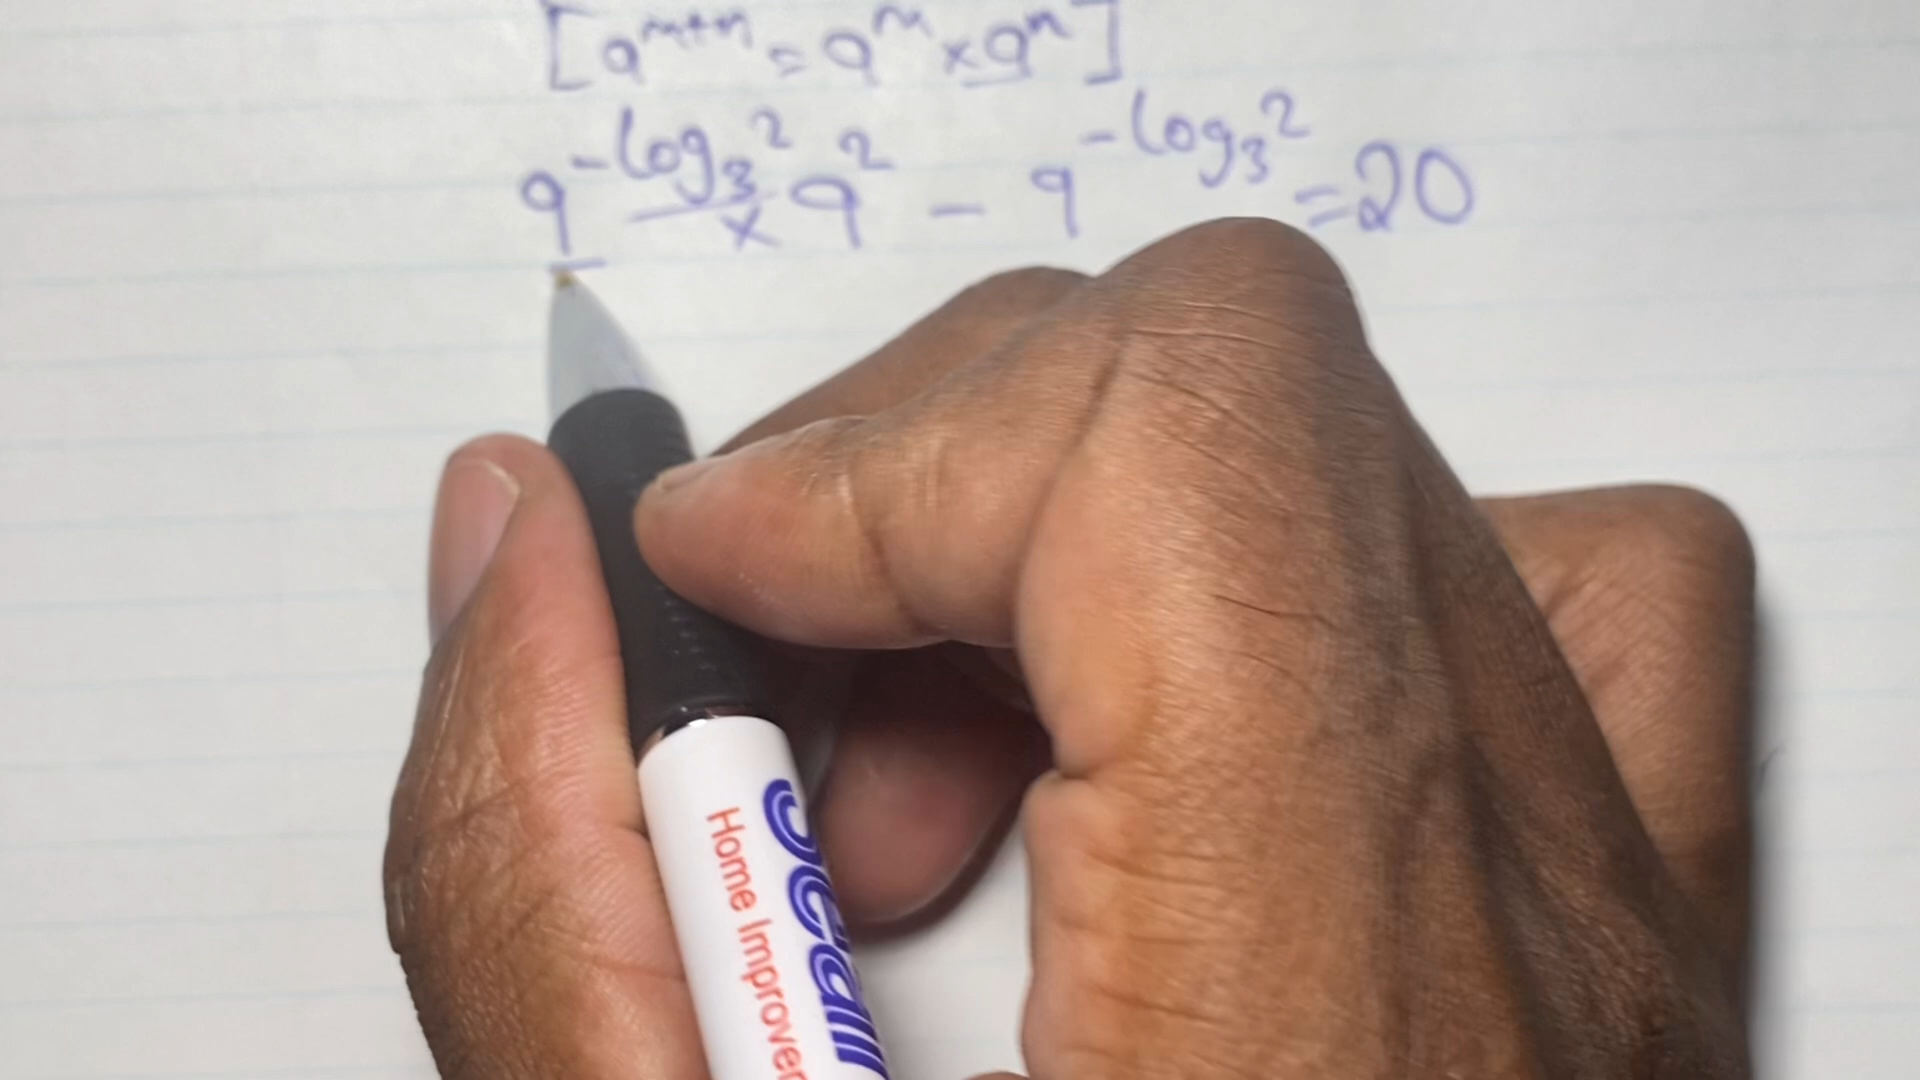 [a^{m+n} = a^m × a^n]
9^{-log_3 2} × 9^2 - 9^{-log_3 2} = 20
Home Improve